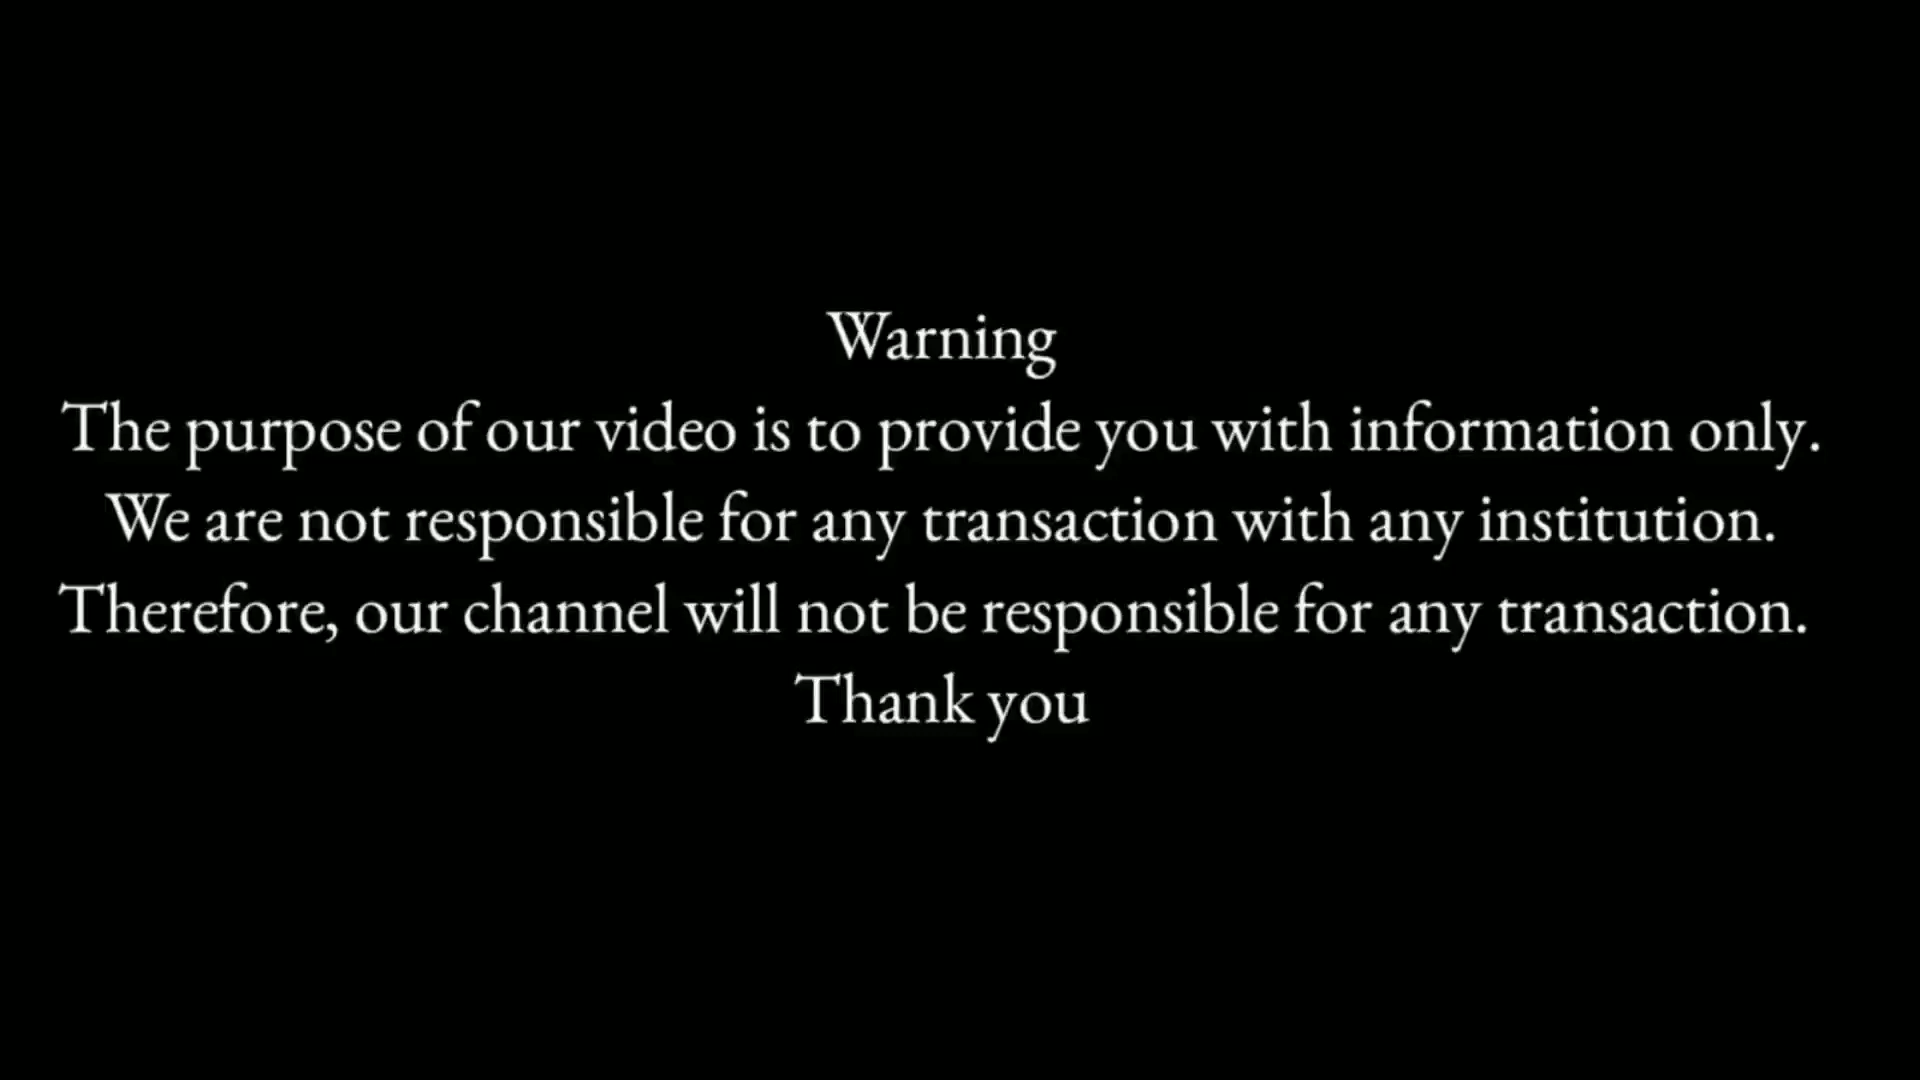 Warning
The purpose of our video is to provide you with information only.
We are not responsible for any transaction with any institution.
Therefore, our channel will not be responsible for any transaction.
Thank you